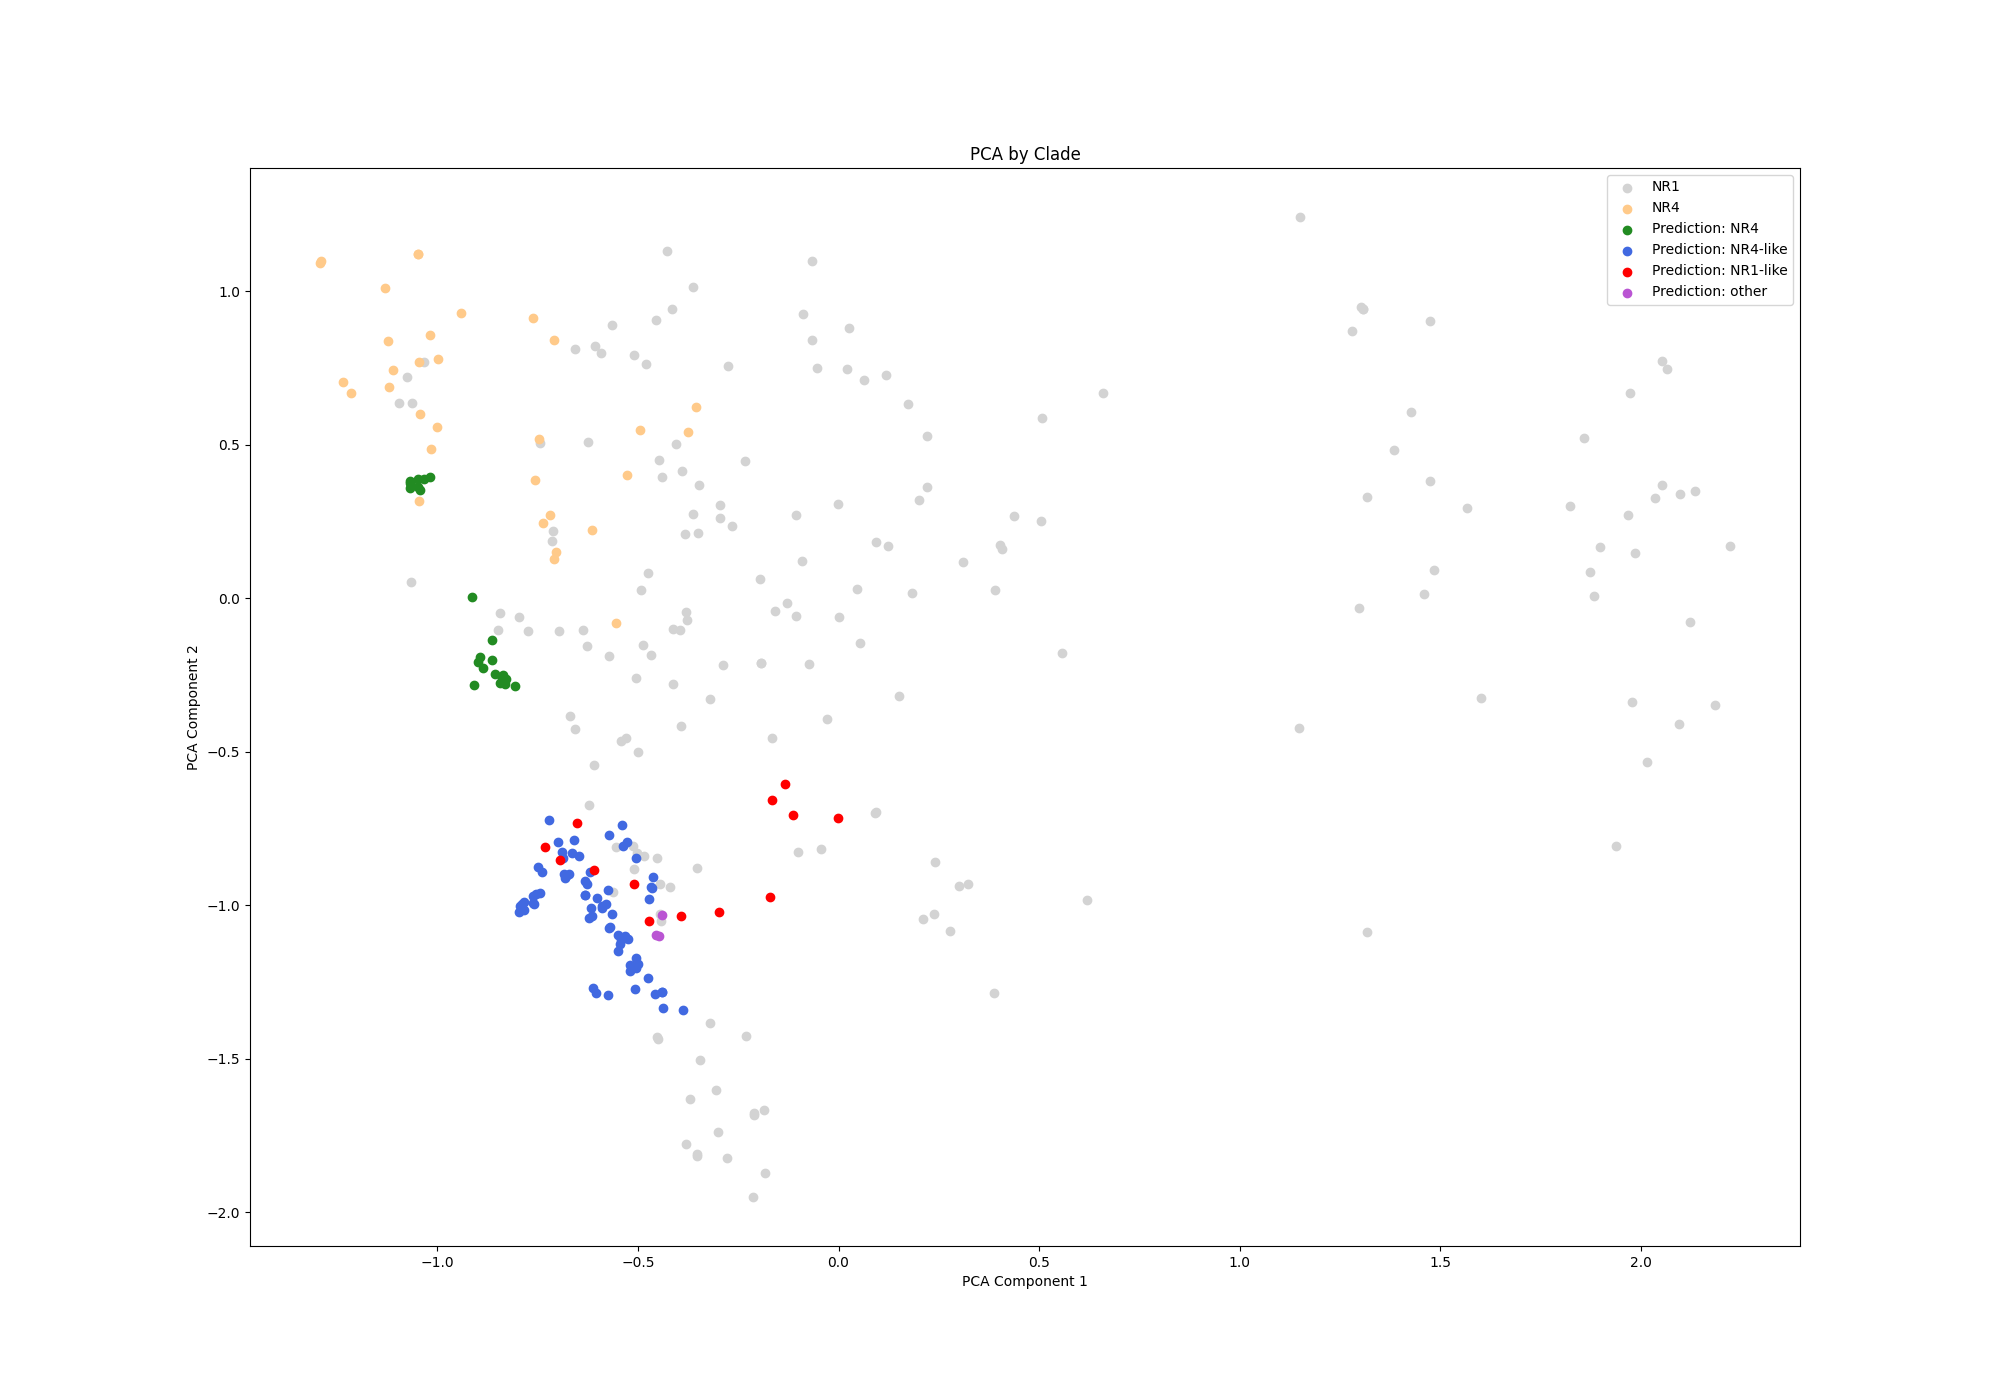 PCA by Clade
NR1
NR4
Prediction: NR4
Prediction: NR4-like
Prediction: NR1-like
Prediction: other
1.0
0.5
0.0
−0.5
−1.0
−1.5
−2.0
PCA Component 2
−1.0
−0.5
0.0
0.5
1.0
1.5
2.0
PCA Component 1